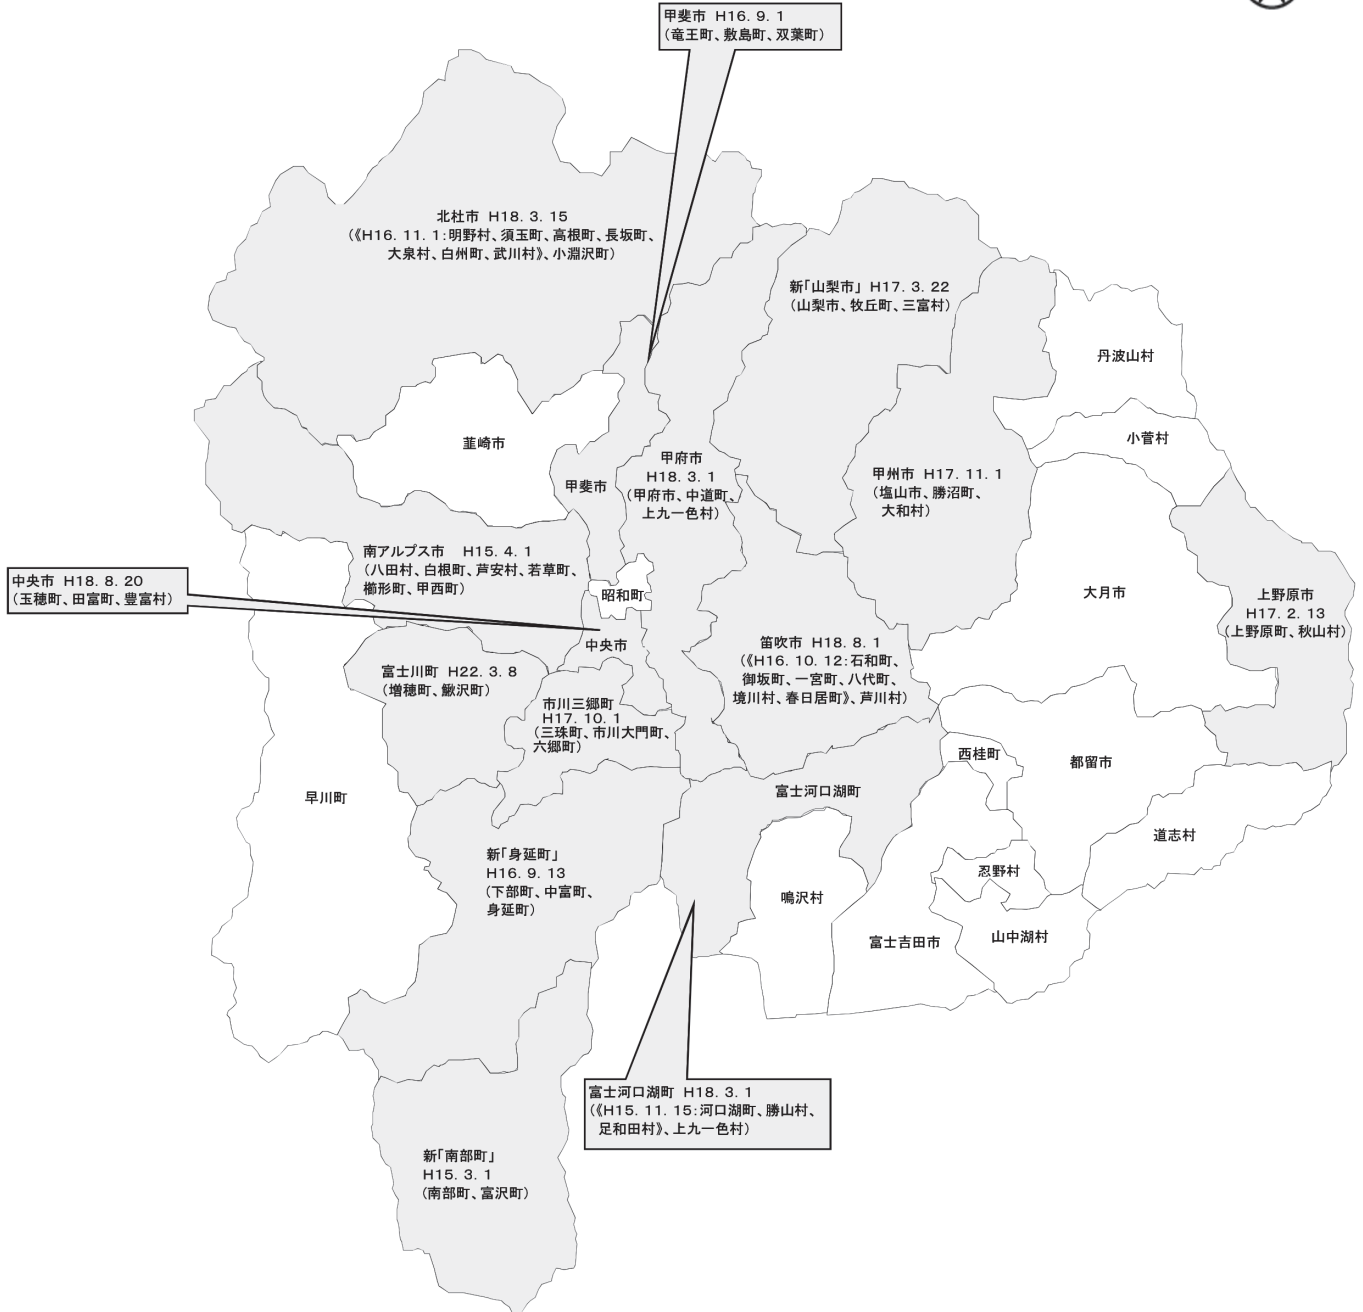 甲斐市 H16. 9. 1
（竜王町、敷島町、双葉町）
北杜市 H18. 3. 15
（《H16. 11. 1：明野村、須玉町、高根町、長坂町、
大泉村、白州町、武川村》、小淵沢町）
新「山梨市」 H17. 3. 22
（山梨市、牧丘町、三富村）
丹波山村
小菅村
韮崎市
甲斐市
甲府市
H18. 3. 1
（甲府市、中道町、
上九一色村）
甲州市 H17. 11. 1
（塩山市、勝沼町、
大和村）
南アルプス市 H15. 4. 1
（八田村、白根町、芦安村、若草町、
櫛形町、甲西町）
中央市 H18. 8. 20
（玉穂町、田富町、豊富村）
昭和町
大月市
上野原市
H17. 2. 13
（上野原町、秋山村）
中央市
笛吹市 H18. 8. 1
（《H16. 10. 12：石和町、
御坂町、一宮町、八代町、
境川村、春日居町》、芦川村）
富士川町 H22. 3. 8
（増穂町、鰍沢町）
市川三郷町
H17. 10. 1
（三珠町、市川大門町、
六郷町）
西桂町
都留市
早川町
富士河口湖町
道志村
新「身延町」
H16. 9. 13
（下部町、中富町、
身延町）
忍野村
鳴沢村
富士吉田市
山中湖村
富士河口湖町 H18. 3. 1
（《H15. 11. 15：河口湖町、勝山村、
足和田村》、上九一色村）
新「南部町」
H15. 3. 1
（南部町、富沢町）